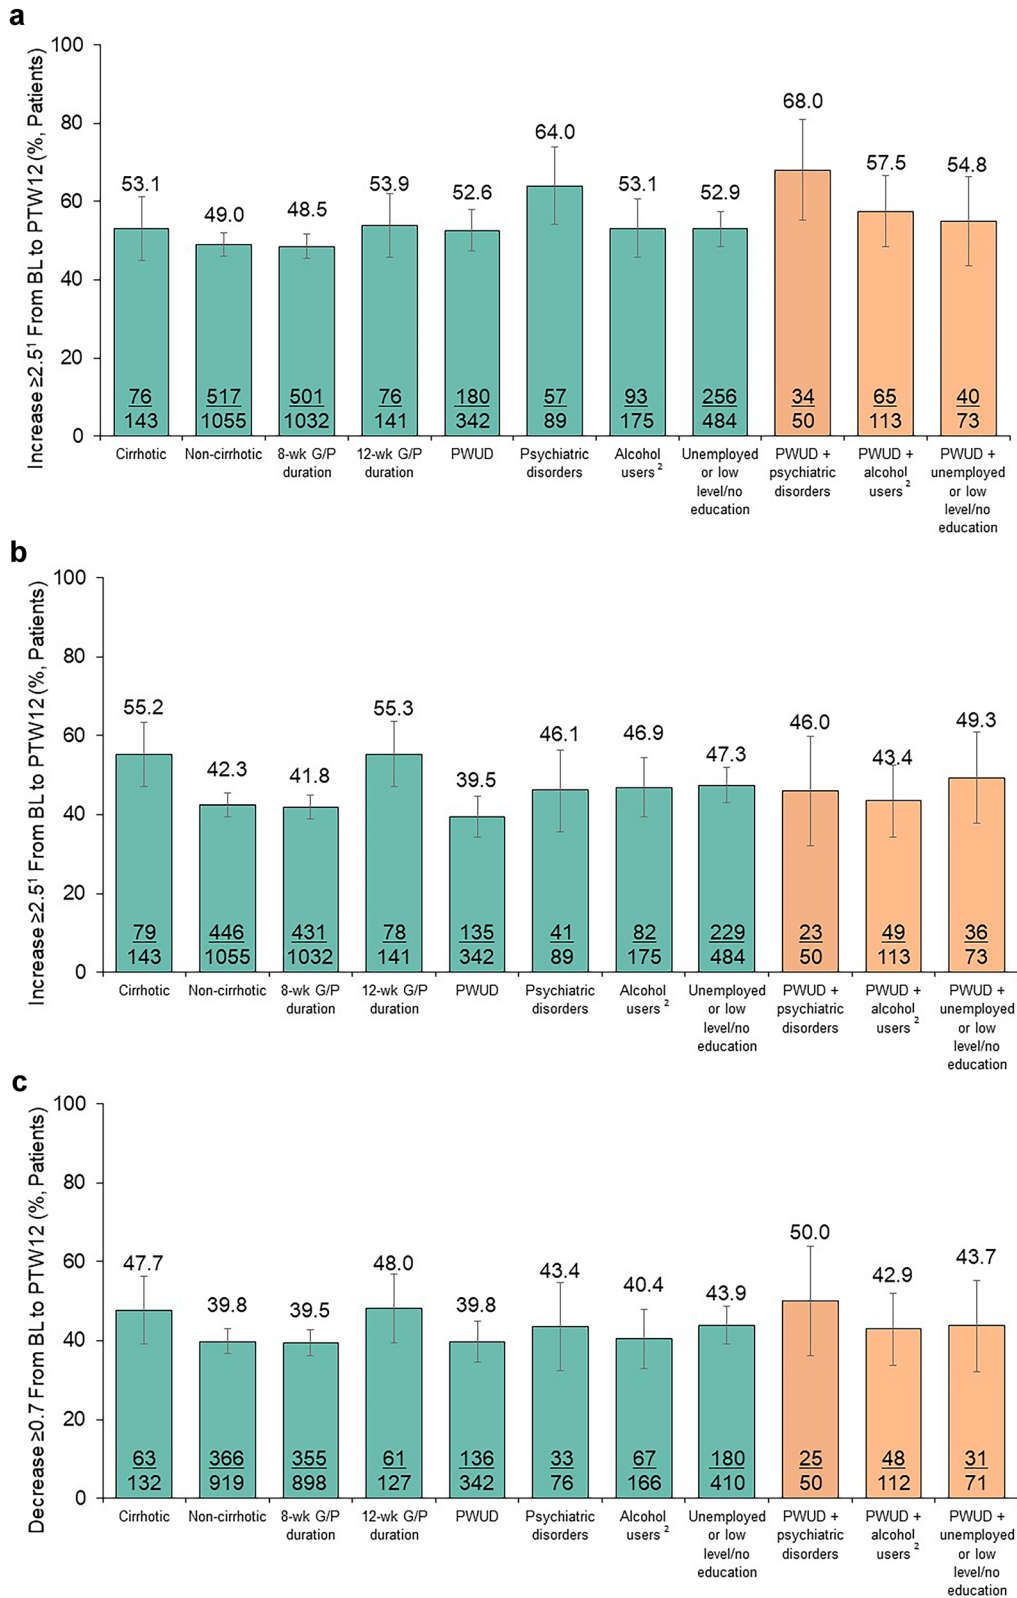 a
Increase ≥2.5¹ From BL to PTW12 (%, Patients)
100
80
60
40
20
0
53.1
49.0
48.5
53.9
52.6
64.0
53.1
52.9
68.0
57.5
54.8
76 517 501 76 180 57 93 256 34 65 40
143 1055 1032 141 342 89 175 484 50 113 73
Cirrhotic
Non-cirrhotic
8-wk G/P
duration
12-wk G/P
duration
PWUD
Psychiatric
disorders
Alcohol
users ²
Unemployed
or low
level/no
education
PWUD +
psychiatric
disorders
PWUD +
alcohol
users ²
PWUD +
unemployed
or low
level/no
education
b
Increase ≥2.5¹ From BL to PTW12 (%, Patients)
100
80
60
40
20
0
55.2
42.3
41.8
55.3
39.5
46.1
46.9
47.3
46.0
43.4
49.3
79 446 431 78 135 41 82 229 23 49 36
143 1055 1032 141 342 89 175 484 50 113 73
Cirrhotic
Non-cirrhotic
8-wk G/P
duration
12-wk G/P
duration
PWUD
Psychiatric
disorders
Alcohol
users ²
Unemployed
or low
level/no
education
PWUD +
psychiatric
disorders
PWUD +
alcohol
users ²
PWUD +
unemployed
or low
level/no
education
c
Decrease ≥0.7 From BL to PTW12 (%, Patients)
100
80
60
40
20
0
47.7
39.8
39.5
48.0
39.8
43.4
40.4
43.9
50.0
42.9
43.7
63 366 355 61 136 33 67 180 25 48 31
132 919 898 127 342 76 166 410 50 112 71
Cirrhotic
Non-cirrhotic
8-wk G/P
duration
12-wk G/P
duration
PWUD
Psychiatric
disorders
Alcohol
users ²
Unemployed
or low
level/no
education
PWUD +
psychiatric
disorders
PWUD +
alcohol
users ²
PWUD +
unemployed
or low
level/no
education